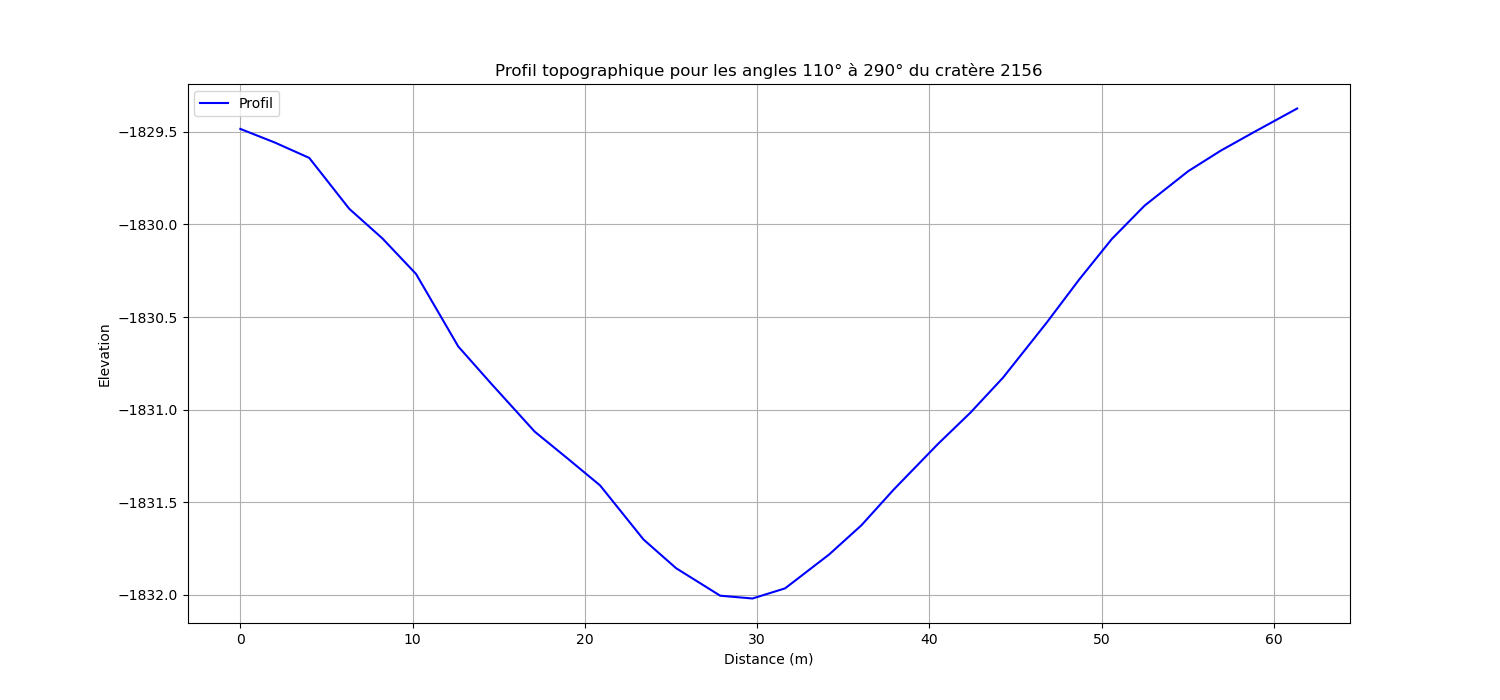 Profil topographique pour les angles 110° à 290° du cratère 2156
Profil
−1829.5
−1830.0
−1830.5
−1831.0
−1831.5
−1832.0
Elevation
0 10 20 30 40 50 60
Distance (m)